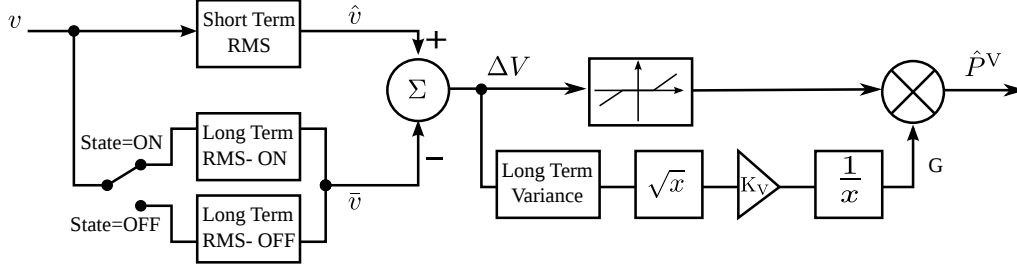 v
Short Term
RMS
v̂
+
Σ
ΔV
P̂^V
State=ON
Long Term
RMS- ON
−
State=OFF
Long Term
RMS- OFF
v̄
Long Term
Variance
√x
K_V
1/x
G